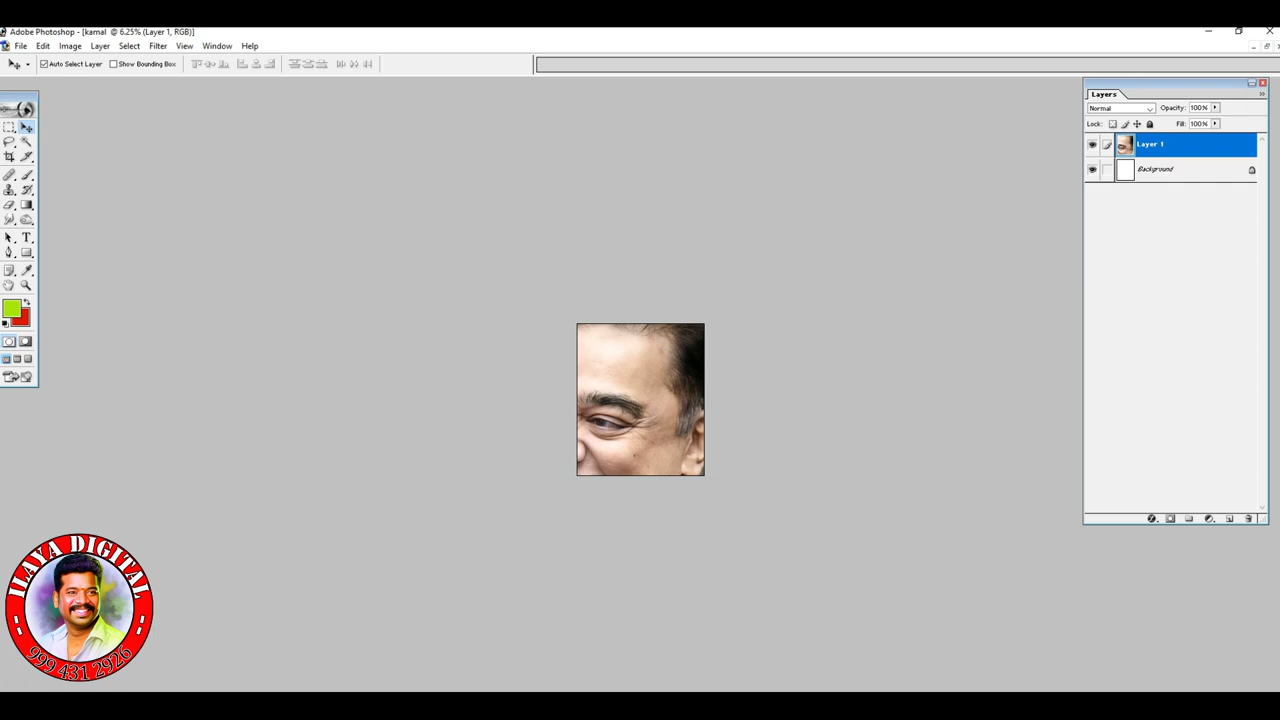 Adobe Photoshop - [kamal @ 6.25% (Layer 1, RGB)]
File Edit Image Layer Select Filter View Window Help
Auto Select Layer Show Bounding Box
Layers
Normal Opacity: 100%
Lock: Fill: 100%
Layer 1
Background
ILAYA DIGITAL
999 431 2926